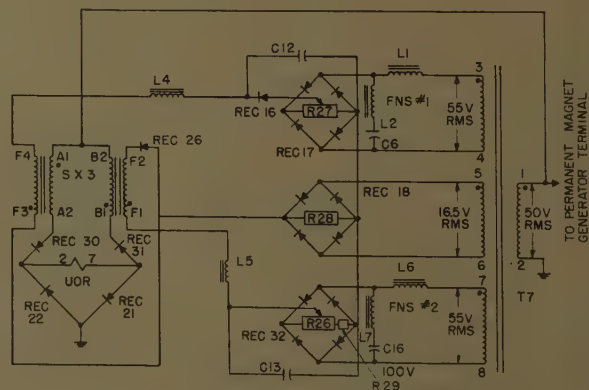 C12
L1
3
L4
FNS #1
REC 16
R27
L2
55V
RMS
REC 17
C6
4
REC 26
F4
A1
B2
F2
5
REC 18
1
S X 3
R28
16.5V
RMS
50V
RMS
TO PERMANENT MAGNET
GENERATOR TERMINAL
F3
A2
B1
F1
6
2
REC 30
REC
31
L5
L6
7
T7
2
7
UOR
FNS #2
REC
22
REC
21
R26
L7
55V
RMS
REC 32
C16
C13
100V
8
R29